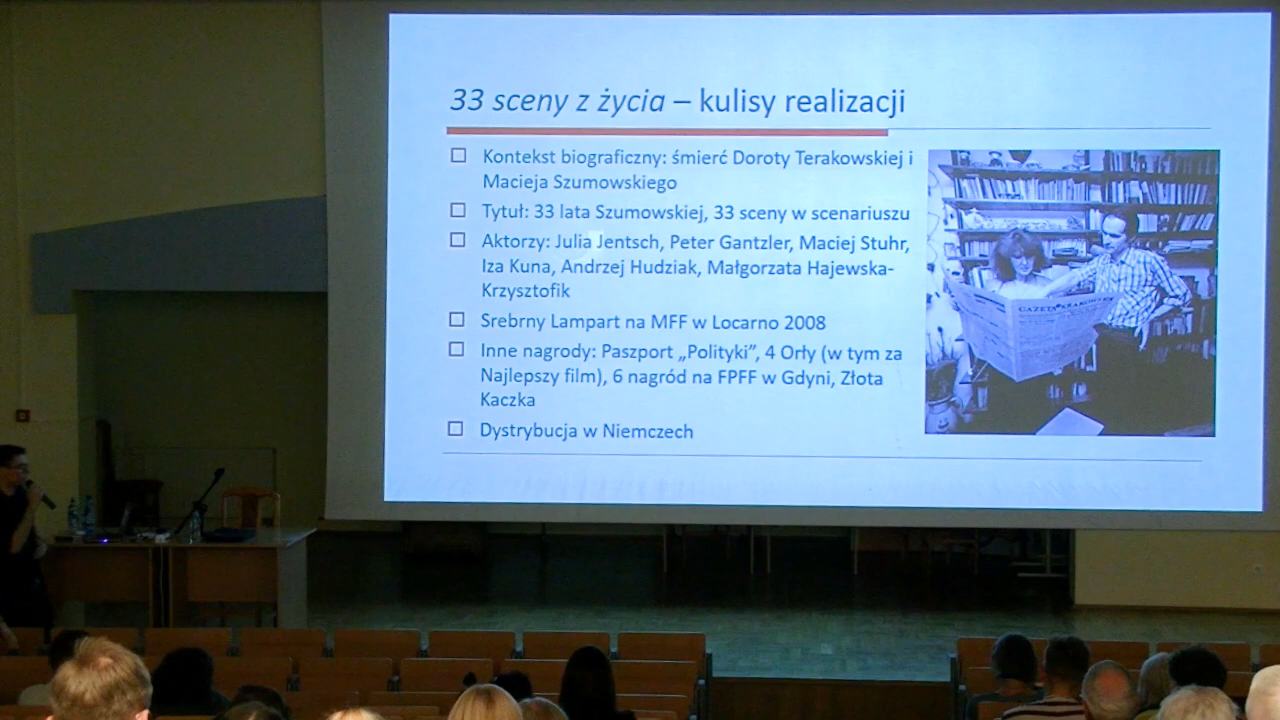 33 sceny z życia – kulisy realizacji
Kontekst biograficzny: śmierć Doroty Terakowskiej i
Macieja Szumowskiego
Tytuł: 33 lata Szumowskiej, 33 sceny w scenariuszu
Aktorzy: Julia Jentsch, Peter Gantzler, Maciej Stuhr,
Iza Kuna, Andrzej Hudziak, Małgorzata Hajewska-
Krzysztofik
Srebrny Lampart na MFF w Locarno 2008
Inne nagrody: Paszport „Polityki”, 4 Orły (w tym za
Najlepszy film), 6 nagród na FPFF w Gdyni, Złota
Kaczka
Dystrybucja w Niemczech
GAZETA KRAKOWSKA